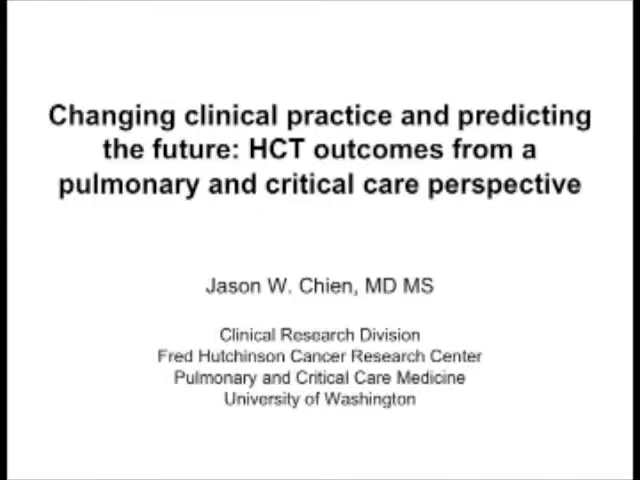 Changing clinical practice and predicting
the future: HCT outcomes from a
pulmonary and critical care perspective
Jason W. Chien, MD MS
Clinical Research Division
Fred Hutchinson Cancer Research Center
Pulmonary and Critical Care Medicine
University of Washington